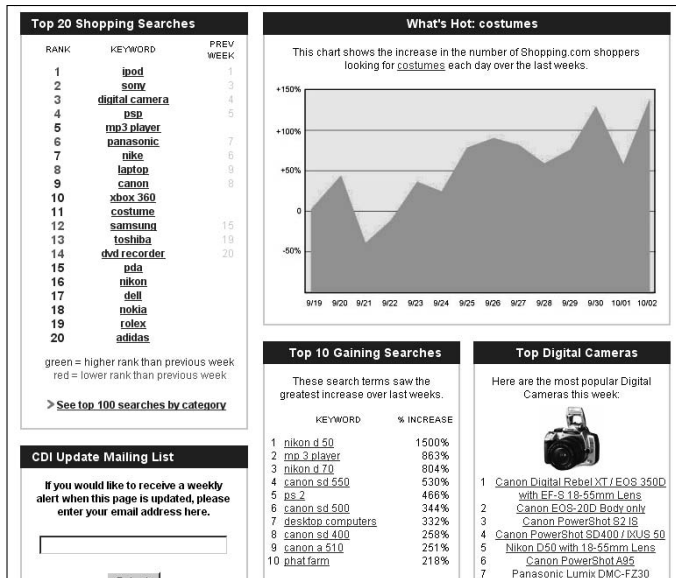 Top 20 Shopping Searches
RANK KEYWORD PREV WEEK
1 ipod 1
2 sony 3
3 digital camera 4
4 psp 5
5 mp3 player
6 panasonic 7
7 nike 6
8 laptop 9
9 canon 8
10 xbox 360
11 costume
12 samsung 15
13 toshiba 19
14 dvd recorder 20
15 pda
16 nikon
17 dell
18 nokia
19 rolex
20 adidas
green = higher rank than previous week
red = lower rank than previous week
> See top 100 searches by category
CDI Update Mailing List
If you would like to receive a weekly
alert when this page is updated, please
enter your email address here.
What's Hot: costumes
This chart shows the increase in the number of Shopping.com shoppers
looking for costumes each day over the last weeks.
+150%
+100%
+50%
0
-50%
9/19 9/20 9/21 9/22 9/23 9/24 9/25 9/26 9/27 9/28 9/29 9/30 10/01 10/02
Top 10 Gaining Searches
These search terms saw the
greatest increase over last weeks.
KEYWORD % INCREASE
1 nikon d 50 1500%
2 mp 3 player 863%
3 nikon d 70 804%
4 canon sd 550 530%
5 ps 2 466%
6 canon sd 500 344%
7 desktop computers 332%
8 canon sd 400 258%
9 canon a 510 251%
10 phat farm 218%
Top Digital Cameras
Here are the most popular Digital
Cameras this week:
1 Canon Digital Rebel XT / EOS 350D
with EF-S 18-55mm Lens
2 Canon EOS-20D Body only
3 Canon PowerShot S2 IS
4 Canon PowerShot SD400 / IXUS 50
5 Nikon D50 with 18-55mm Lens
6 Canon PowerShot A95
7 Panasonic Lumix DMC-FZ30